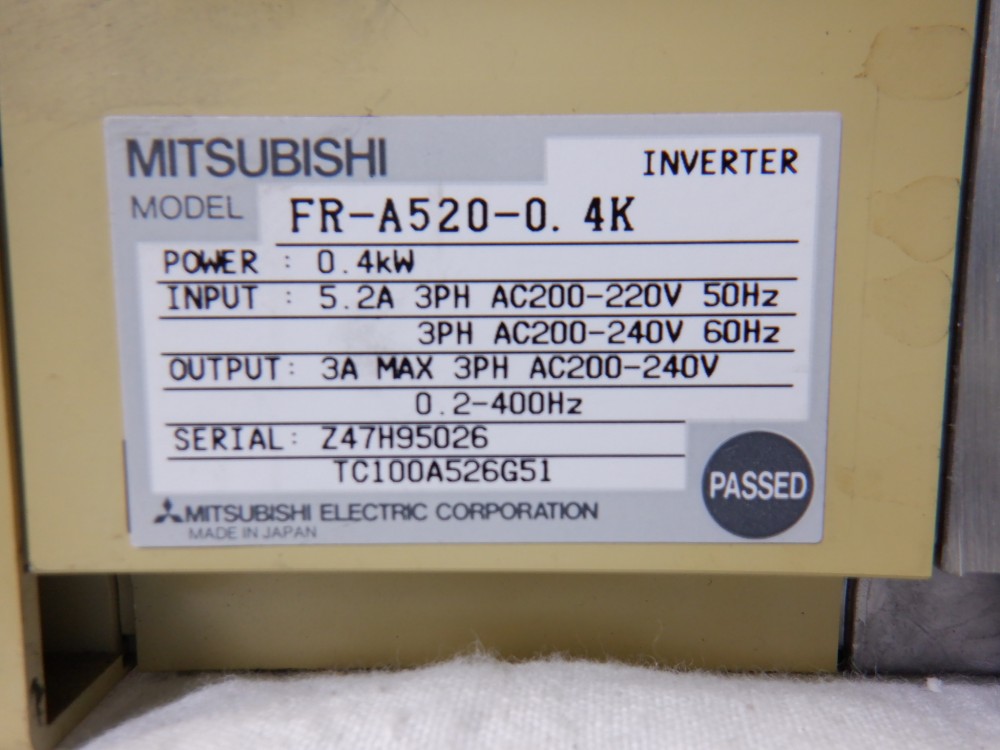 MITSUBISHI INVERTER
MODEL FR-A520-0.4K
POWER : 0.4kW
INPUT : 5.2A 3PH AC200-220V 50Hz
3PH AC200-240V 60Hz
OUTPUT: 3A MAX 3PH AC200-240V
0.2-400Hz
SERIAL: Z47H95026
TC100A526G51
PASSED
MITSUBISHI ELECTRIC CORPORATION
MADE IN JAPAN